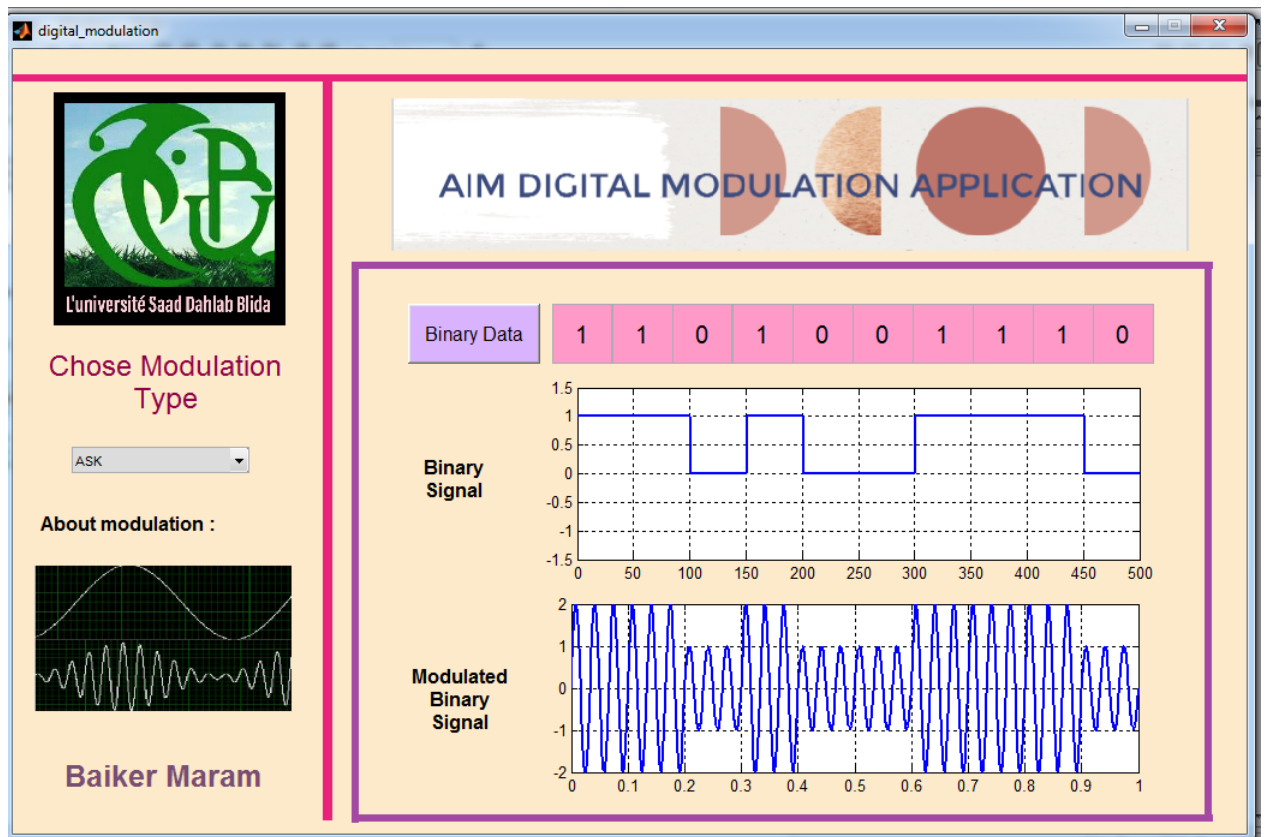 digital_modulation
L'université Saad Dahlab Blida
Chose Modulation
Type
ASK
About modulation :
Baiker Maram
AIM DIGITAL MODULATION APPLICATION
Binary Data 1 1 0 1 0 0 1 1 1 0
Binary
Signal
1.5
1
0.5
0
-0.5
-1
-1.5
0 50 100 150 200 250 300 350 400 450 500
Modulated
Binary
Signal
2
1
0
-1
-2
0 0.1 0.2 0.3 0.4 0.5 0.6 0.7 0.8 0.9 1